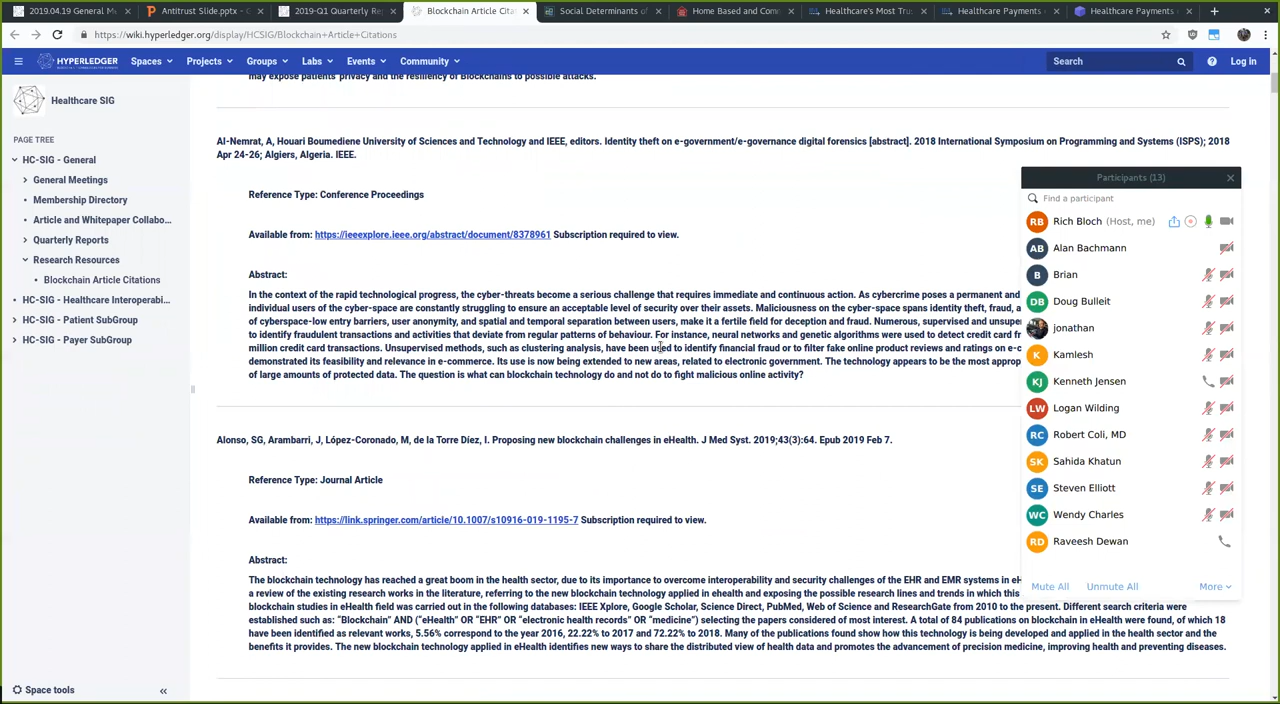 2019.04.19 General M
Antitrust Slide.pptx -
2019-Q1 Quarterly Re
Blockchain Article Cita
Social Determinants of
Home Based and Com
Healthcare's Most Trus
Healthcare Payments
Healthcare Payments
https://wiki.hyperledger.org/display/HCSIG/Blockchain+Article+Citations
HYPERLEDGER
Spaces
Projects
Groups
Labs
Events
Community
Search
Log in
Healthcare SIG
PAGE TREE
HC-SIG - General
General Meetings
Membership Directory
Article and Whitepaper Collabo...
Quarterly Reports
Research Resources
Blockchain Article Citations
HC-SIG - Healthcare Interoperabi...
HC-SIG - Patient SubGroup
HC-SIG - Payer SubGroup
Space tools
may expose patients' privacy and the resiliency of Blockchains to possible attacks.
Al-Nemrat, A, Houari Boumediene University of Sciences and Technology and IEEE, editors. Identity theft on e-government/e-governance digital forensics [abstract]. 2018 International Symposium on Programming and Systems (ISPS); 2018
Apr 24-26; Algiers, Algeria. IEEE.
Reference Type: Conference Proceedings
Available from: https://ieeexplore.ieee.org/abstract/document/8378961 Subscription required to view.
Abstract:
In the context of the rapid technological progress, the cyber-threats become a serious challenge that requires immediate and continuous action. As cybercrime poses a permanent and
individual users of the cyber-space are constantly struggling to ensure an acceptable level of security over their assets. Maliciousness on the cyber-space spans identity theft, fraud, a
of cyberspace-low entry barriers, user anonymity, and spatial and temporal separation between users, make it a fertile field for deception and fraud. Numerous, supervised and unsupe
to identify fraudulent transactions and activities that deviate from regular patterns of behaviour. For instance, neural networks and genetic algorithms were used to detect credit card fr
million credit card transactions. Unsupervised methods, such as clustering analysis, have been used to identify financial fraud or to filter fake online product reviews and ratings on e-c
demonstrated its feasibility and relevance in e-commerce. Its use is now being extended to new areas, related to electronic government. The technology appears to be the most approp
of large amounts of protected data. The question is what can blockchain technology do and not do to fight malicious online activity?
Alonso, SG, Arambarri, J, López-Coronado, M, de la Torre Díez, I. Proposing new blockchain challenges in eHealth. J Med Syst. 2019;43(3):64. Epub 2019 Feb 7.
Reference Type: Journal Article
Available from: https://link.springer.com/article/10.1007/s10916-019-1195-7 Subscription required to view.
Abstract:
The blockchain technology has reached a great boom in the health sector, due to its importance to overcome interoperability and security challenges of the EHR and EMR systems in eH
a review of the existing research works in the literature, referring to the new blockchain technology applied in ehealth and exposing the possible research lines and trends in which this
blockchain studies in eHealth field was carried out in the following databases: IEEE Xplore, Google Scholar, Science Direct, PubMed, Web of Science and ResearchGate from 2010 to the present. Different search criteria were
established such as: "Blockchain" AND ("eHealth" OR "EHR" OR "electronic health records" OR "medicine") selecting the papers considered of most interest. A total of 84 publications on blockchain in eHealth were found, of which 18
have been identified as relevant works, 5.56% correspond to the year 2016, 22.22% to 2017 and 72.22% to 2018. Many of the publications found show how this technology is being developed and applied in the health sector and the
benefits it provides. The new blockchain technology applied in eHealth identifies new ways to share the distributed view of health data and promotes the advancement of precision medicine, improving health and preventing diseases.
Participants (13)
Find a participant
RB Rich Bloch (Host, me)
AB Alan Bachmann
B Brian
DB Doug Bulleit
jonathan
K Kamlesh
KJ Kenneth Jensen
LW Logan Wilding
RC Robert Coli, MD
SK Sahida Khatun
SE Steven Elliott
WC Wendy Charles
RD Raveesh Dewan
Mute All
Unmute All
More